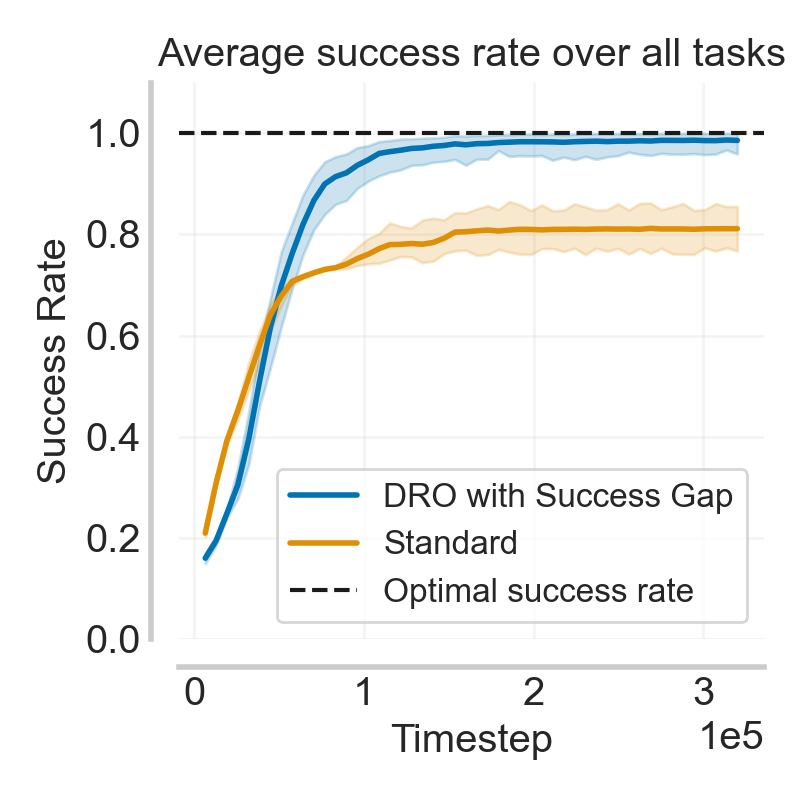 Average success rate over all tasks
Success Rate
1.0
0.8
0.6
0.4
0.2
0.0
DRO with Success Gap
Standard
Optimal success rate
0 1 2 3
Timestep
1e5